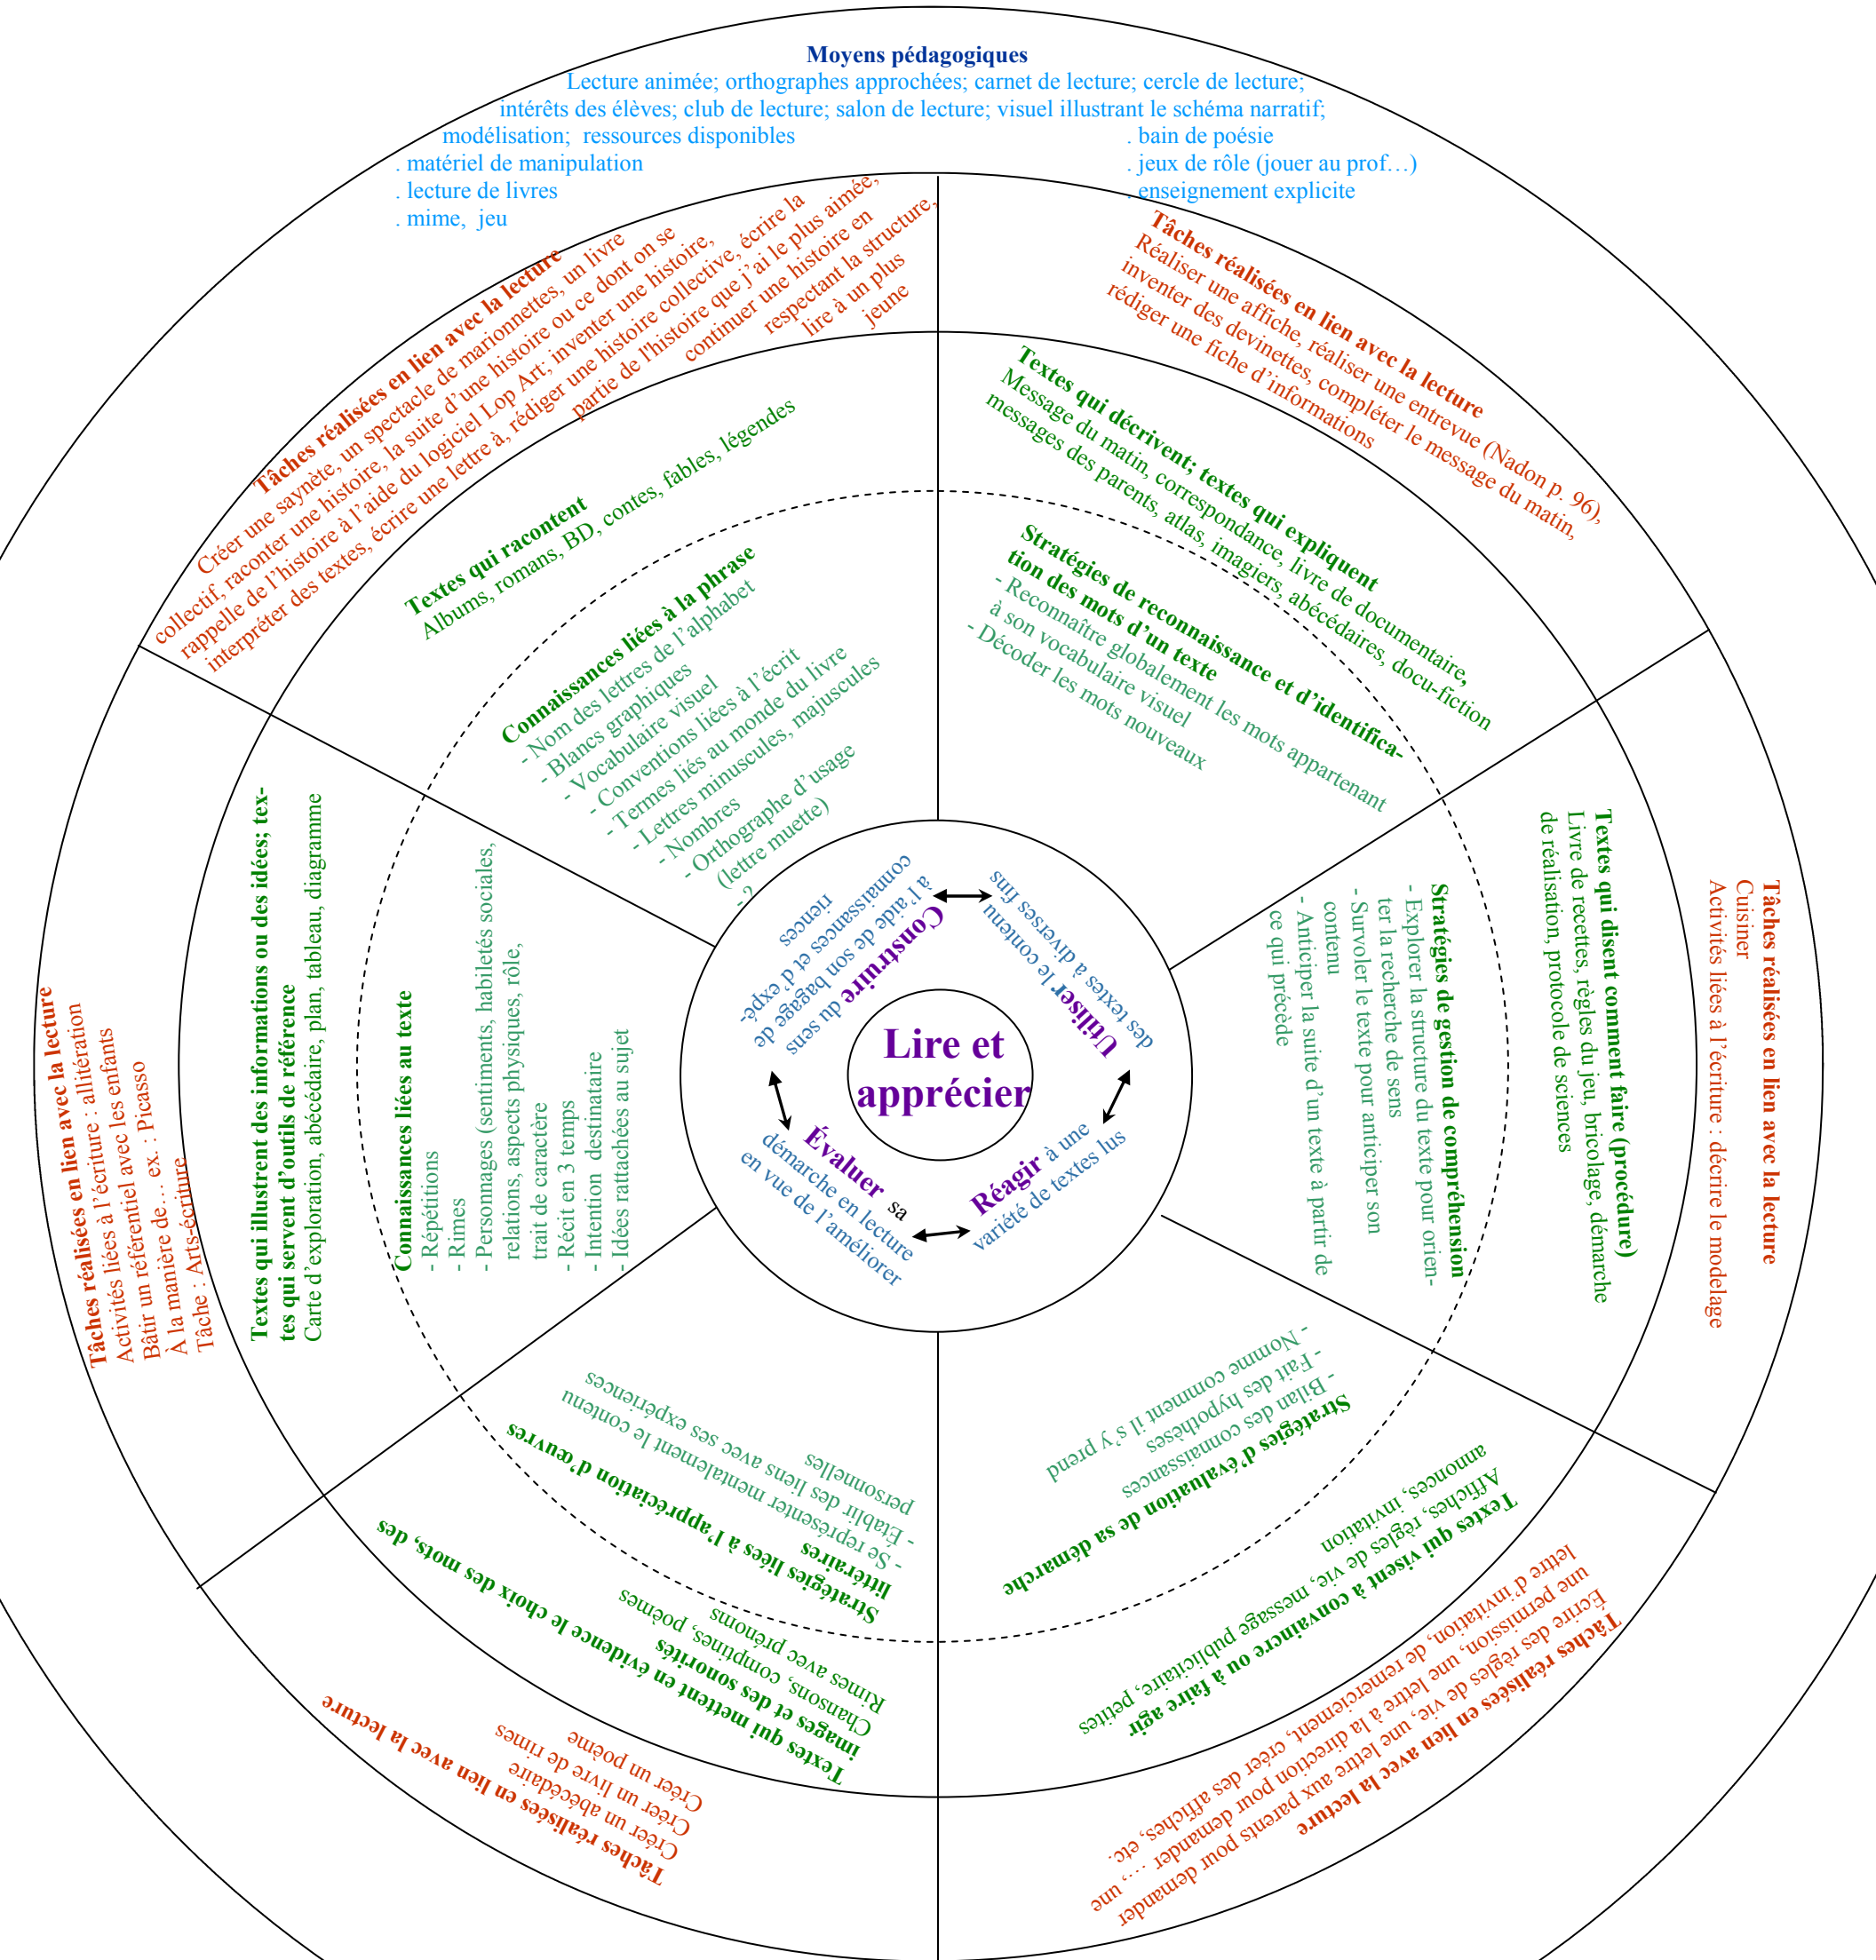 Moyens pédagogiques
Lecture animée; orthographes approchées; carnet de lecture; cercle de lecture;
intérêts des élèves; club de lecture; salon de lecture; visuel illustrant le schéma narratif;
modélisation; ressources disponibles
. matériel de manipulation
. lecture de livres
. mime, jeu
. bain de poésie
. jeux de rôle (jouer au prof…)
. enseignement explicite
Tâches réalisées en lien avec la lecture
Créer une saynète, un spectacle de marionnettes, un livre
collectif, raconter une histoire, la suite d’une histoire ou ce dont on se
rappelle de l’histoire à l’aide du logiciel Lop Art; inventer une histoire,
interpréter des textes, écrire une lettre à, rédiger une histoire collective, écrire la
partie de l'histoire que j’ai le plus aimée,
continuer une histoire en
respectant la structure,
lire à un plus
jeune
Textes qui racontent
Albums, romans, BD, contes, fables, légendes
Connaissances liées à la phrase
- Nom des lettres de l’alphabet
- Blancs graphiques
- Vocabulaire visuel
- Conventions liées à l’écrit
- Termes liés au monde du livre
- Lettres minuscules, majuscules
- Nombres
- Orthographe d’usage
(lettre muette)
- ?
Tâches réalisées en lien avec la lecture
Réaliser une affiche, réaliser une entrevue (Nadon p. 96),
inventer des devinettes, compléter le message du matin,
rédiger une fiche d’informations
Textes qui décrivent; textes qui expliquent
Message du matin, correspondance, livre de documentaire,
messages des parents, atlas, imagiers, abécédaires, docu-fiction
Stratégies de reconnaissance et d’identifica-
tion des mots d’un texte
- Reconnaître globalement les mots appartenant
à son vocabulaire visuel
- Décoder les mots nouveaux
Tâches réalisées en lien avec la lecture
Cuisiner
Activités liées à l’écriture : décrire le modelage
Textes qui disent comment faire (procédure)
Livre de recettes, règles du jeu, bricolage, démarche
de réalisation, protocole de sciences
Stratégies de gestion de compréhension
- Explorer la structure du texte pour orien-
ter la recherche de sens
- Survoler le texte pour anticiper son
contenu
- Anticiper la suite d’un texte à partir de
ce qui précède
Tâches réalisées en lien avec la lecture
Écrire des règles de vie, une lettre aux parents pour demander
une permission, une lettre à la direction pour demander …, une
lettre d’invitation, de remerciement, créer des affiches, etc.
Textes qui visent à convaincre ou à faire agir
Affiches, règles de vie, message publicitaire, petites
annonces, invitation
Stratégies d’évaluation de sa démarche
- Bilan des connaissances
- Fait des hypothèses
- Nomme comment il s’y prend
Tâches réalisées en lien avec la lecture
Créer un abécédaire
Créer un livre de rimes
Créer un poème
Textes qui mettent en évidence le choix des mots, des
images et des sonorités
Chansons, comptines, poèmes
Rimes avec prénoms
Stratégies liées à l’appréciation d’œuvres
littéraires
- Se représenter mentalement le contenu
- Établir des liens avec ses expériences
personnelles
Tâches réalisées en lien avec la lecture
Activités liées à l’écriture : allitération
Bâtir un référentiel avec les enfants
À la manière de… ex. : Picasso
Tâche : Arts-écriture
Textes qui illustrent des informations ou des idées; tex-
tes qui servent d’outils de référence
Carte d’exploration, abécédaire, plan, tableau, diagramme
Connaissances liées au texte
- Répétitions
- Rimes
- Personnages (sentiments, habiletés sociales,
relations, aspects physiques, rôle,
trait de caractère
- Récit en 3 temps
- Intention destinataire
- Idées rattachées au sujet
Construire du sens
à l’aide de son bagage de
connaissances et d’expé-
riences
Utiliser le contenu
des textes à diverses fins
Réagir à une
variété de textes lus
Évaluer sa
démarche en lecture
en vue de l’améliorer
Lire et
apprécier